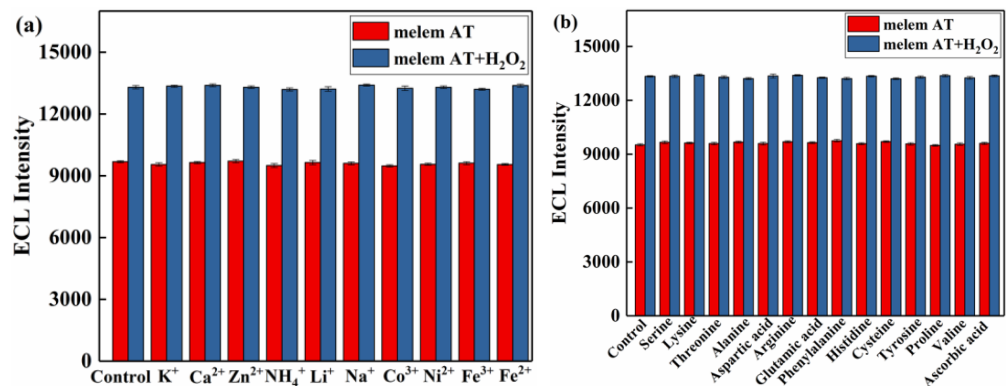 (a)
melem AT
melem AT+H₂O₂
15000
12000
9000
6000
3000
0
ECL Intensity
Control K⁺ Ca²⁺ Zn²⁺ NH₄⁺ Li⁺ Na⁺ Co³⁺ Ni²⁺ Fe³⁺ Fe²⁺
(b)
melem AT
melem AT+H₂O₂
15000
12000
9000
6000
3000
0
ECL Intensity
Control
Serine
Lysine
Threonine
Alanine
Aspartic acid
Arginine
Glutamic acid
Phenylalanine
Histidine
Cysteine
Tyrosine
Proline
Valine
Ascorbic acid